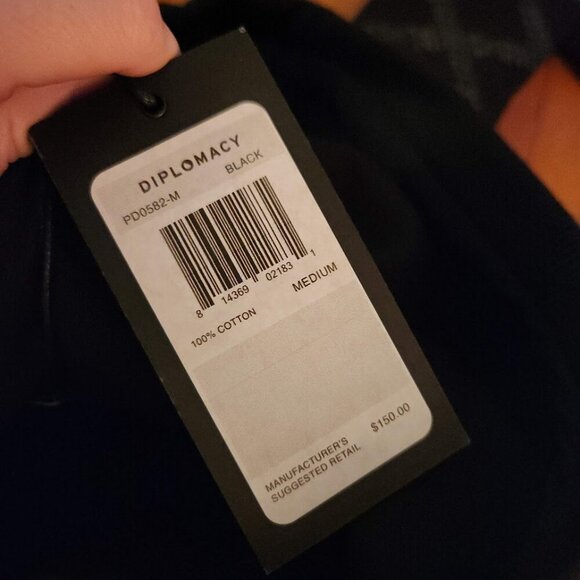 DIPLOMACY
PD0582-M BLACK
8 14369 02183 1
100% COTTON MEDIUM
MANUFACTURER'S
SUGGESTED RETAIL $150.00